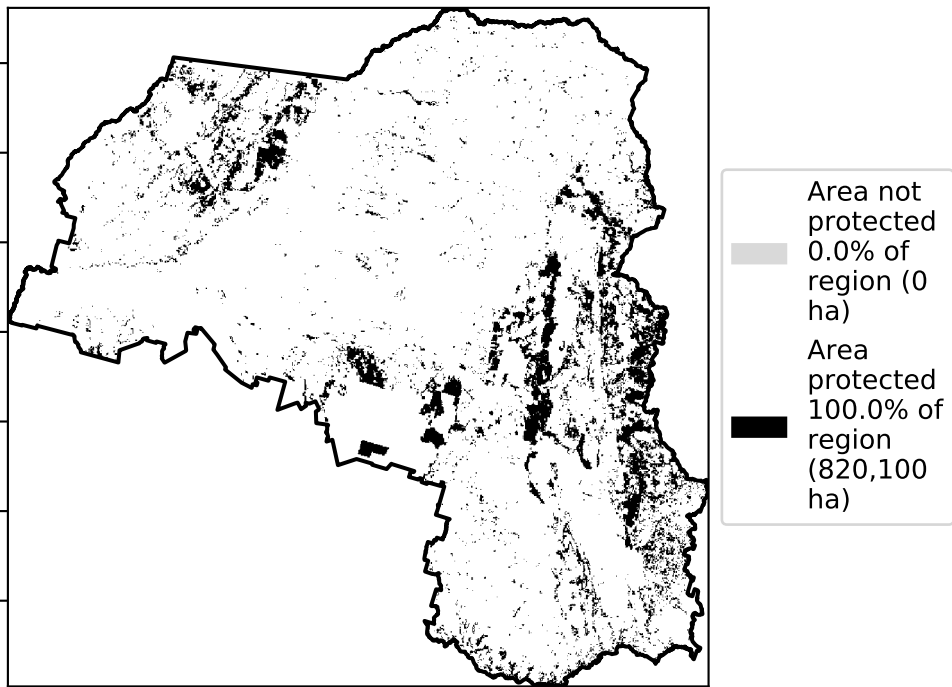 Area not
protected
0.0% of
region (0
ha)
Area
protected
100.0% of
region
(820,100
ha)